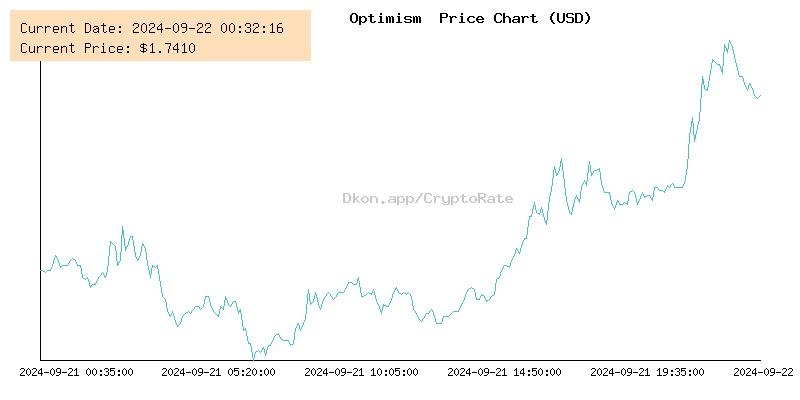 Optimism  Price Chart (USD)
Current Date: 2024-09-22 00:32:16
Current Price: $1.7410
Dkon.app/CryptoRate
2024-09-21 00:35:00 2024-09-21 05:20:00 2024-09-21 10:05:00 2024-09-21 14:50:00 2024-09-21 19:35:00 2024-09-22